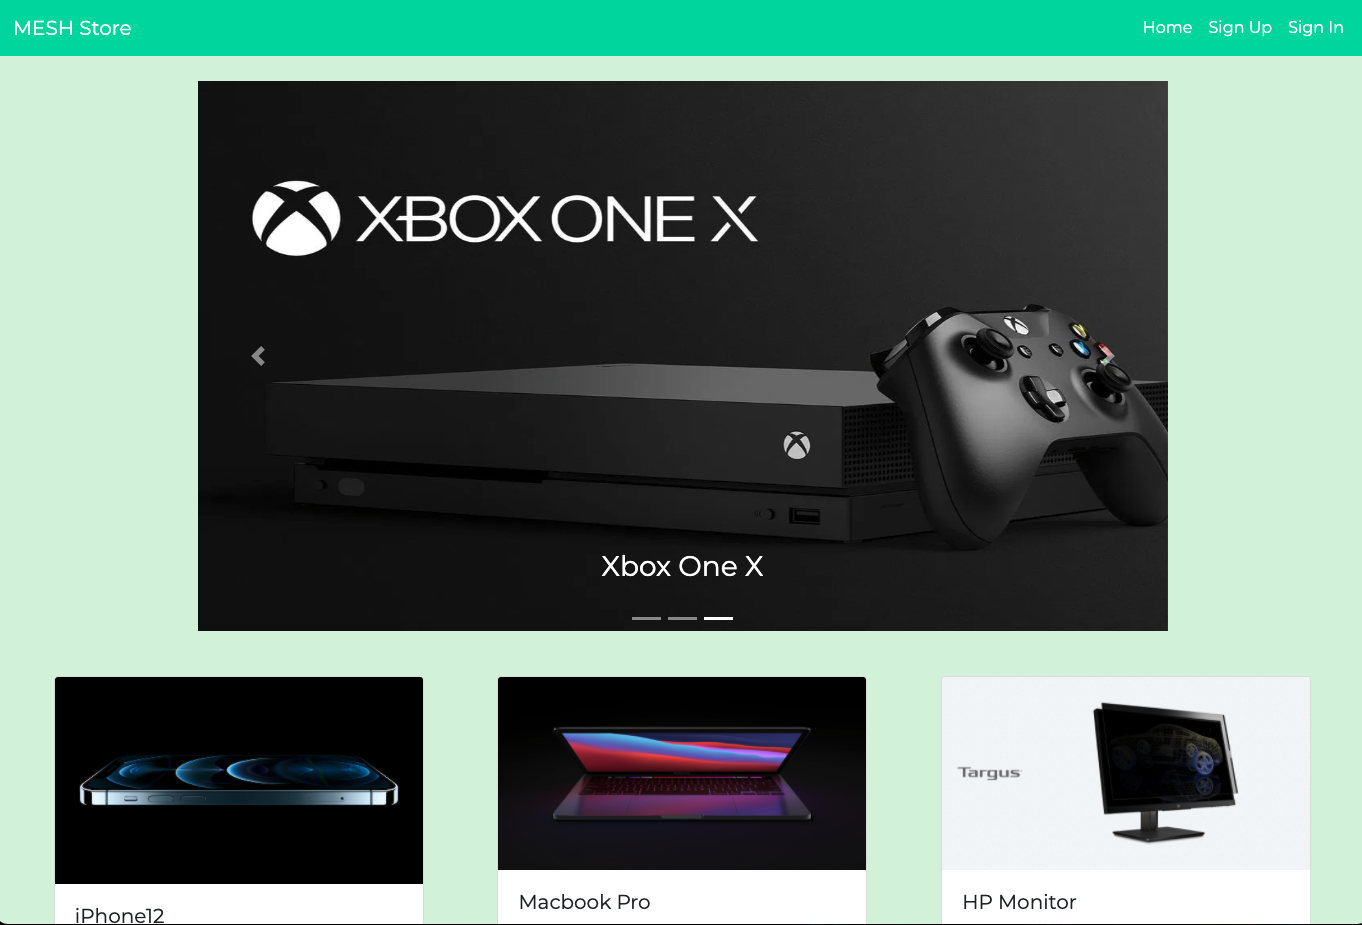 MESH Store
Home Sign Up Sign In
XBOX ONE X
Xbox One X
Targus
iPhone12
Macbook Pro
HP Monitor